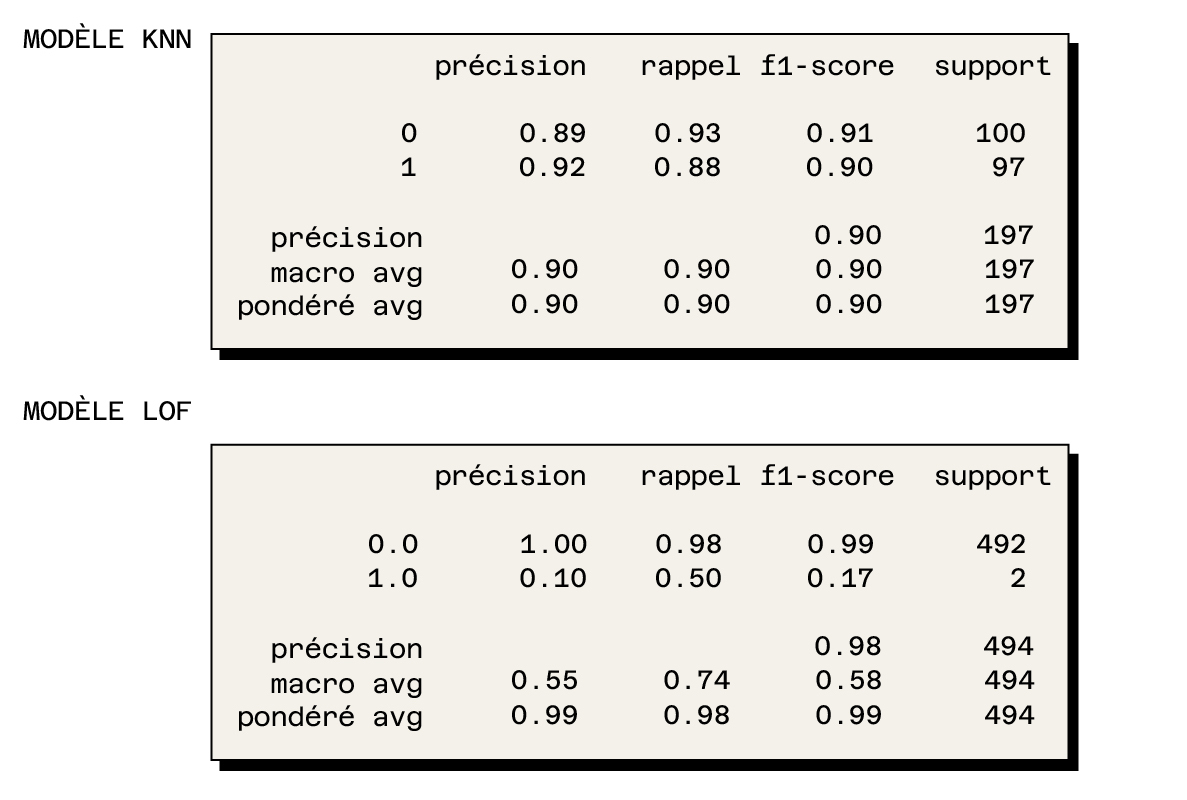 MODÈLE KNN
précision rappel f1-score support
0 0.89 0.93 0.91 100
1 0.92 0.88 0.90 97
précision 0.90 197
macro avg 0.90 0.90 0.90 197
pondéré avg 0.90 0.90 0.90 197
MODÈLE LOF
précision rappel f1-score support
0.0 1.00 0.98 0.99 492
1.0 0.10 0.50 0.17 2
précision 0.98 494
macro avg 0.55 0.74 0.58 494
pondéré avg 0.99 0.98 0.99 494